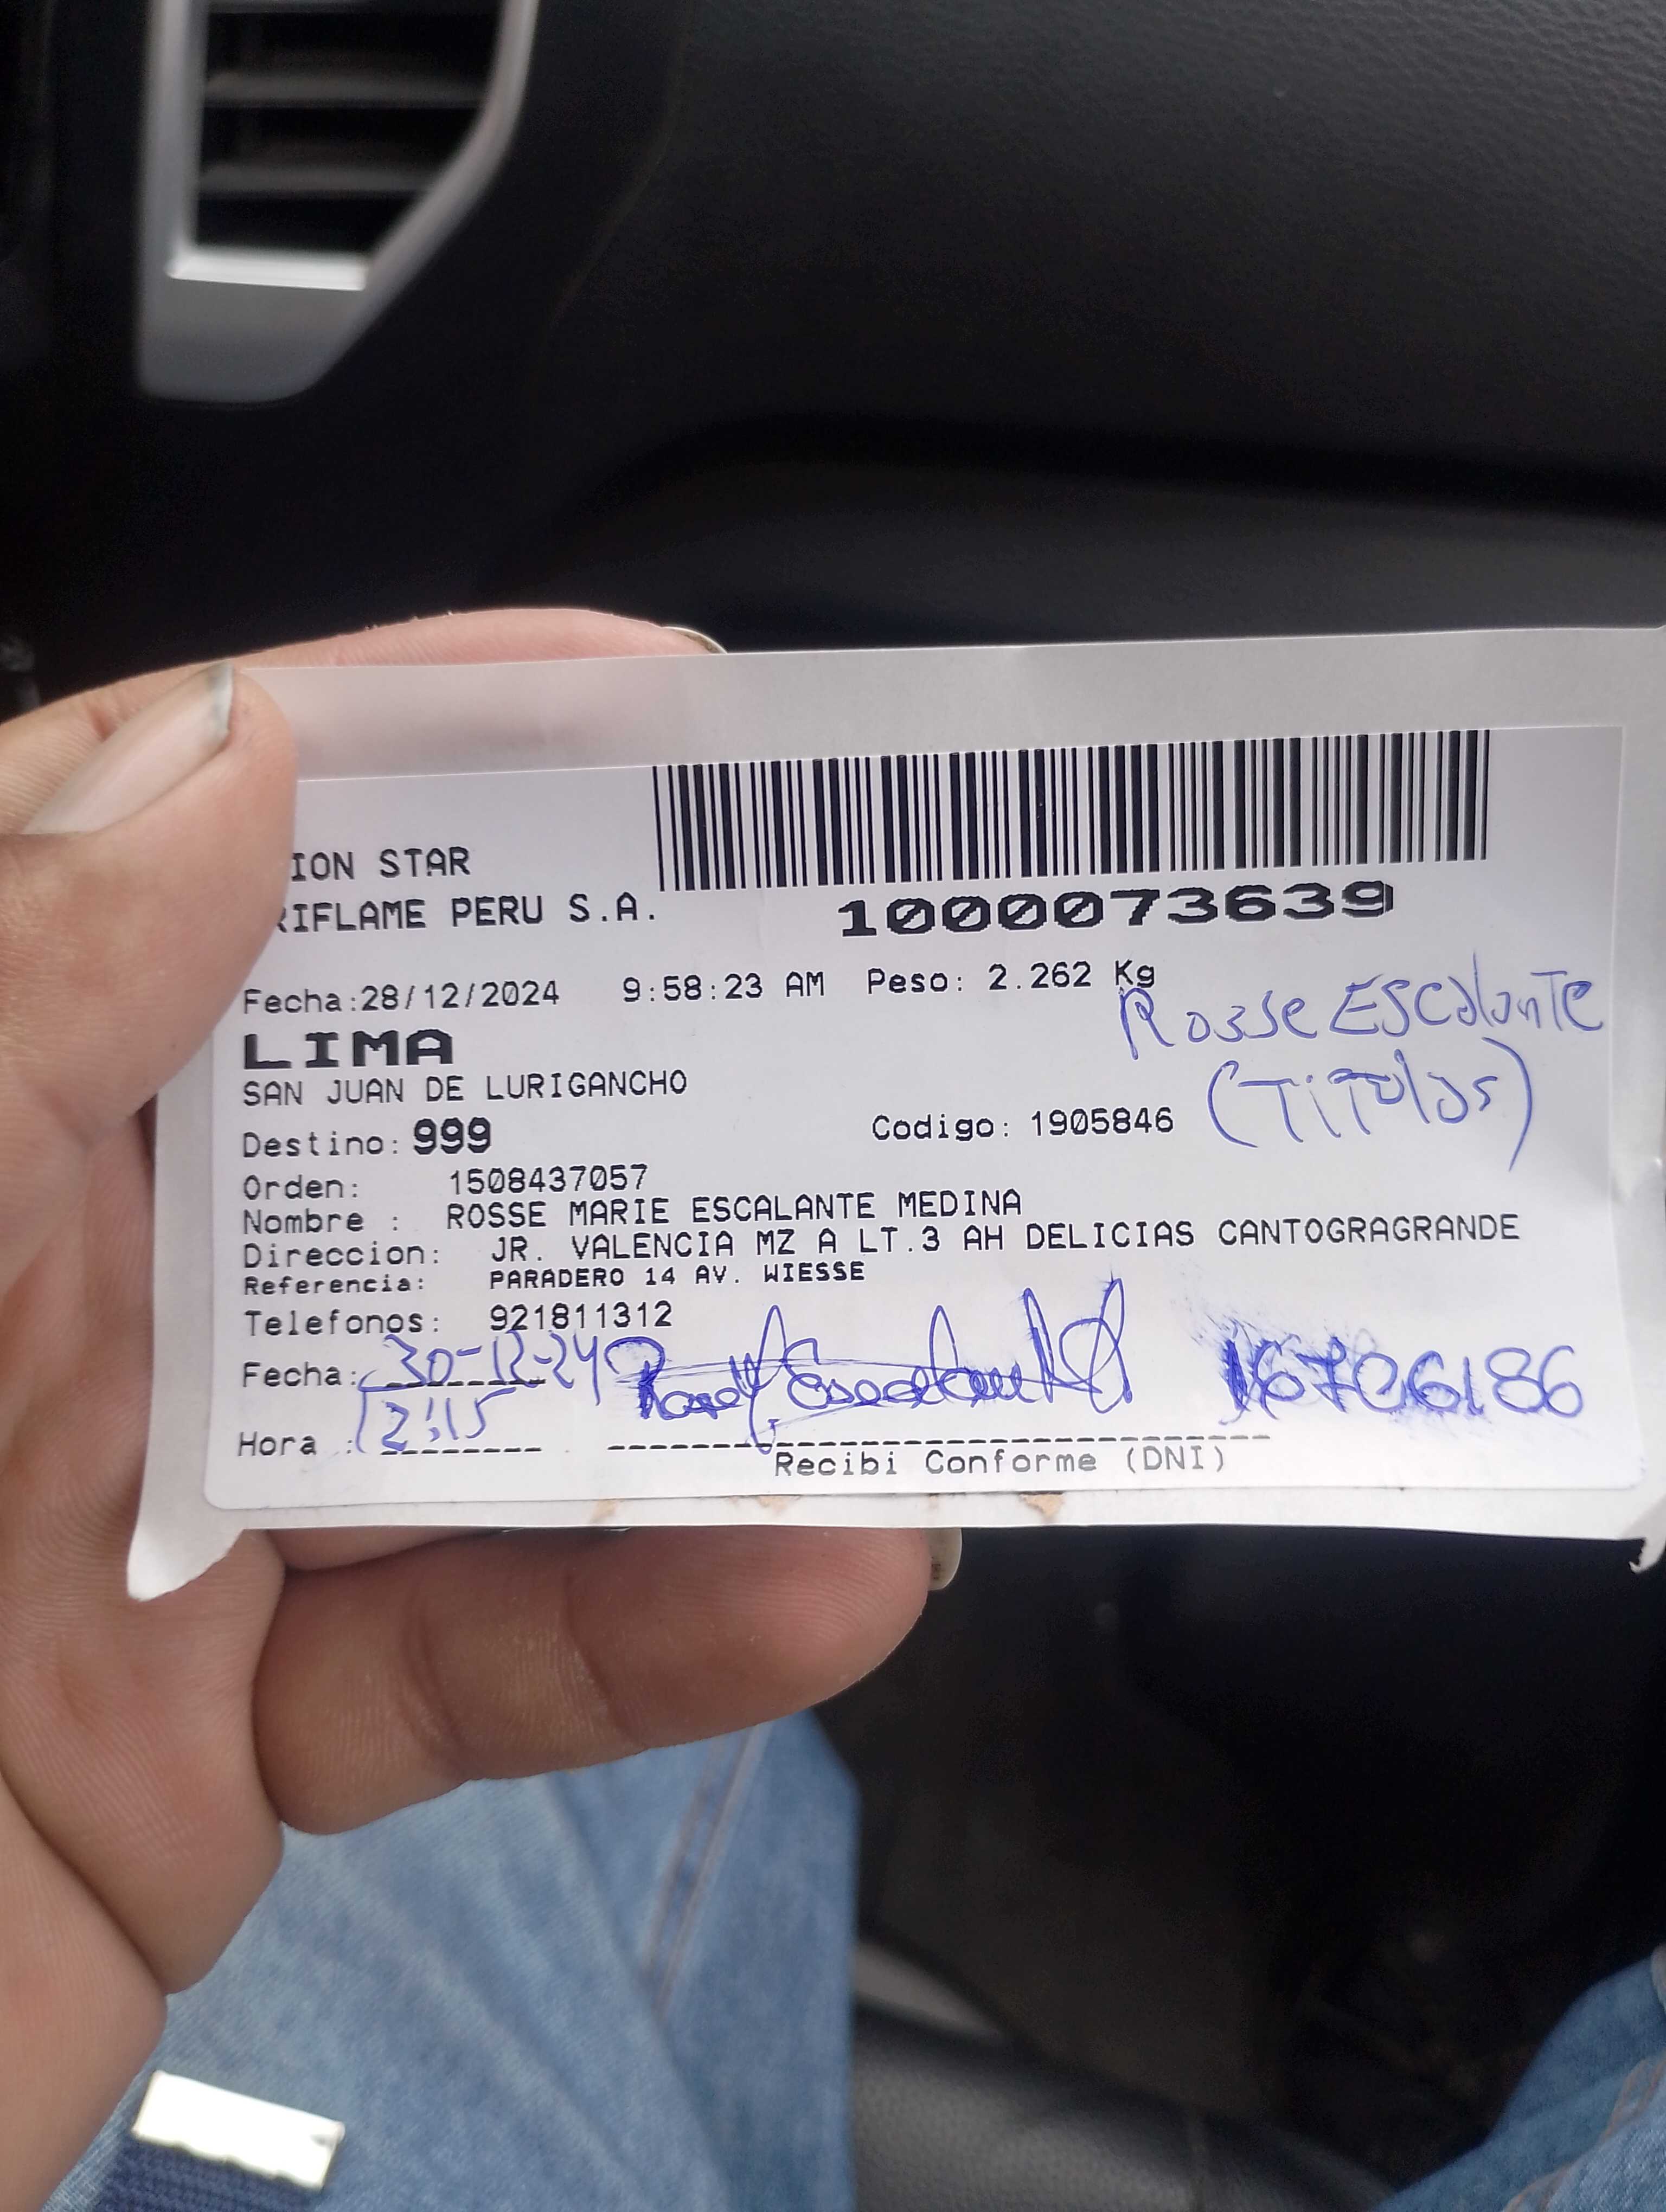 ION STAR
RIFLAME PERU S.A.
1000073639
Fecha:28/12/2024 9:58:23 AM Peso: 2.262 Kg
Rosse EScalanTe
LIMA
SAN JUAN DE LURIGANCHO
(TiTulas)
Destino: 999 Codigo: 1905846
Orden: 1508437057
Nombre : ROSSE MARIE ESCALANTE MEDINA
Direccion: JR. VALENCIA MZ A LT.3 AH DELICIAS CANTOGRAGRANDE
Referencia: PARADERO 14 AV. WIESSE
Telefonos: 921811312
Fecha: 30-12-24
Hora : 12:15
Recibi Conforme (DNI)